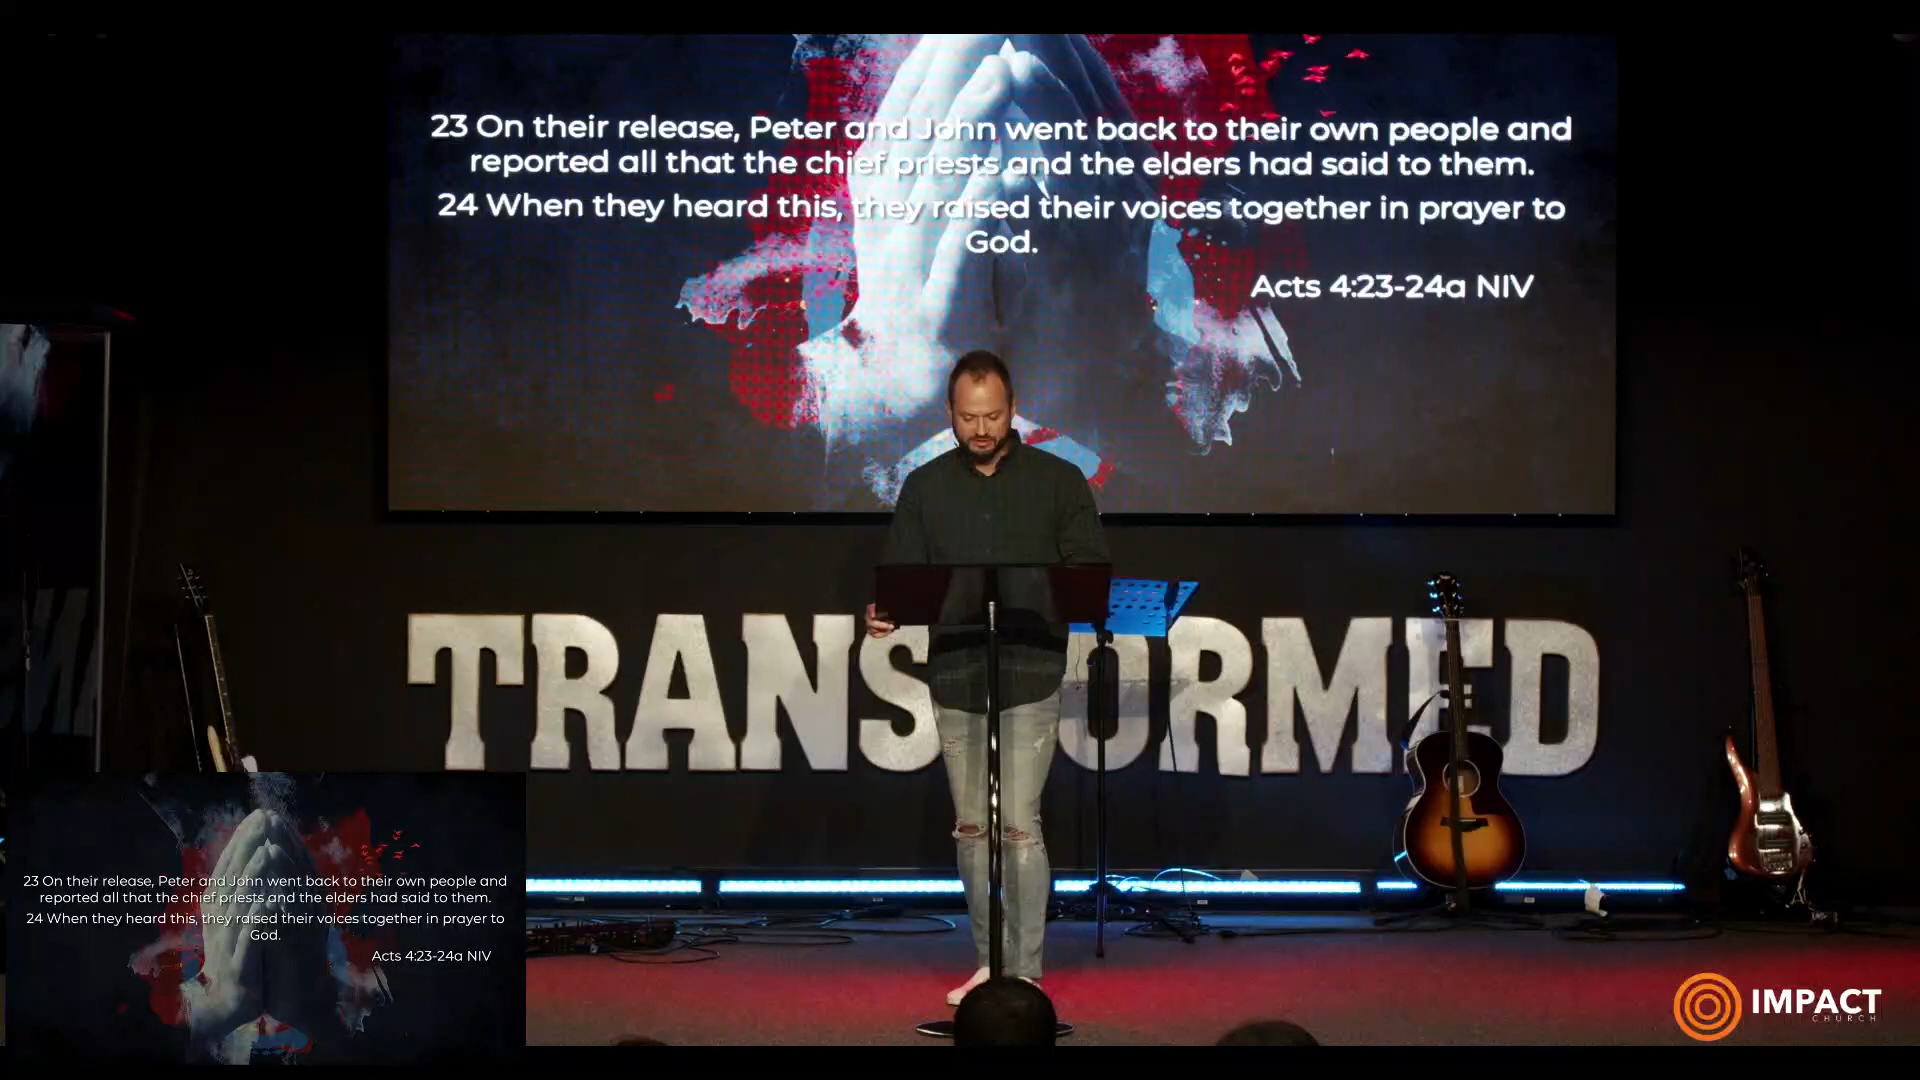 23 On their release, Peter and John went back to their own people and
reported all that the chief priests and the elders had said to them.
24 When they heard this, they raised their voices together in prayer to
God.
Acts 4:23-24a NIV
TRANSFORMED
23 On their release, Peter and John went back to their own people and
reported all that the chief priests and the elders had said to them.
24 When they heard this, they raised their voices together in prayer to
God.
Acts 4:23-24a NIV
IMPACT
CHURCH